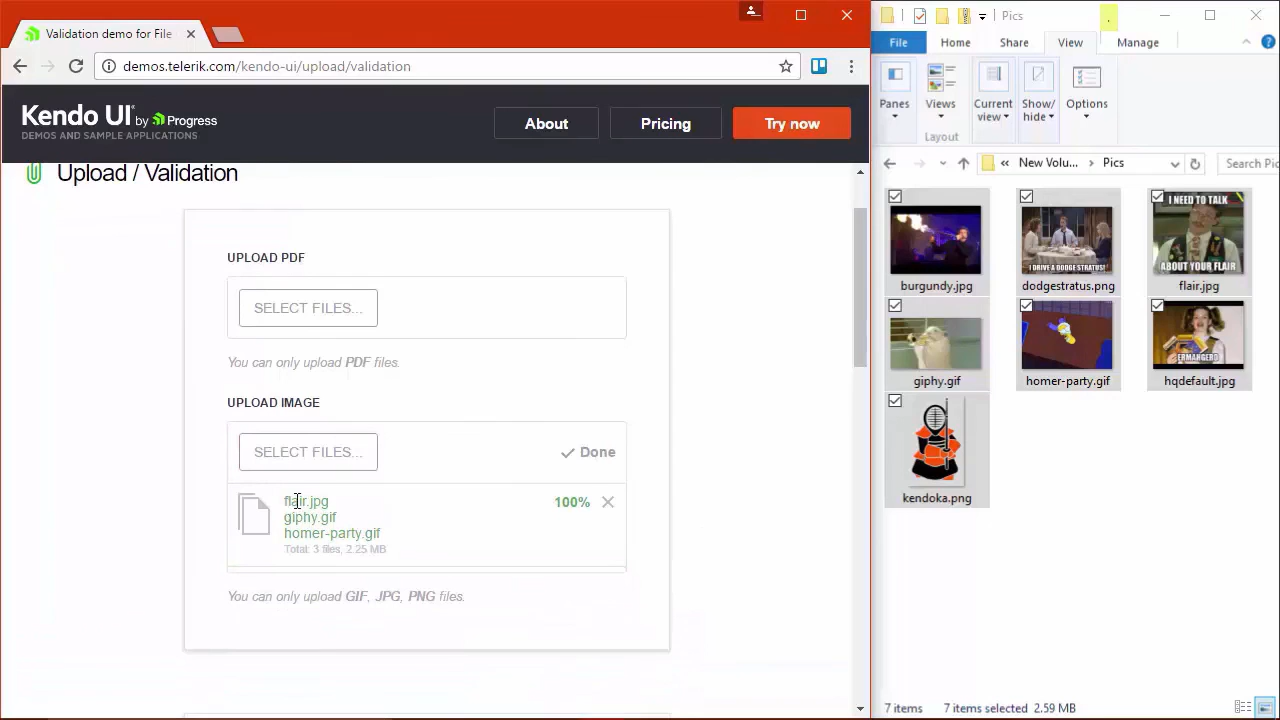 Validation demo for File
demos.telerik.com/kendo-ui/upload/validation
Kendo UI by Progress
DEMOS AND SAMPLE APPLICATIONS
About
Pricing
Try now
Upload / Validation
UPLOAD PDF
SELECT FILES...
You can only upload PDF files.
UPLOAD IMAGE
SELECT FILES...
Done
flair.jpg
100%
giphy.gif
homer-party.gif
Total: 3 files, 2.25 MB
You can only upload GIF, JPG, PNG files.
Pics
File
Home
Share
View
Manage
Panes
Views
Current view
Show/ hide
Options
Layout
« New Volu... Pics
Search Pic
I DRIVE A DODGE STRATUS!
I NEED TO TALK
ABOUT YOUR FLAIR
burgundy.jpg
dodgestratus.png
flair.jpg
ERMAHGERD
giphy.gif
homer-party.gif
hqdefault.jpg
kendoka.png
7 items
7 items selected 2.59 MB